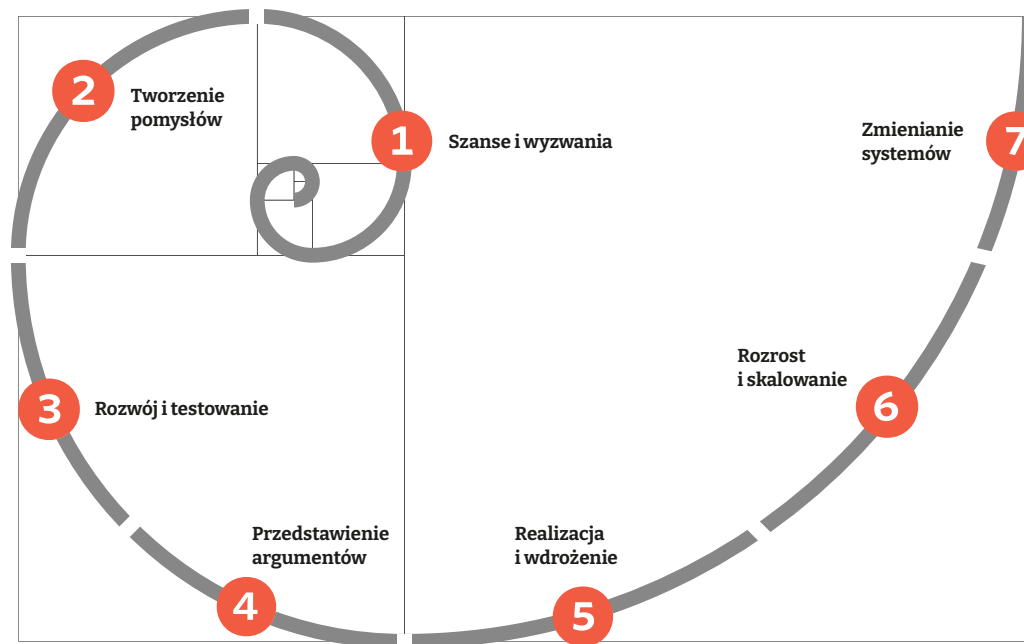 1
Szanse i wyzwania
2
Tworzenie
pomysłów
3
Rozwój i testowanie
4
Przedstawienie
argumentów
5
Realizacja
i wdrożenie
6
Rozrost
i skalowanie
7
Zmienianie
systemów